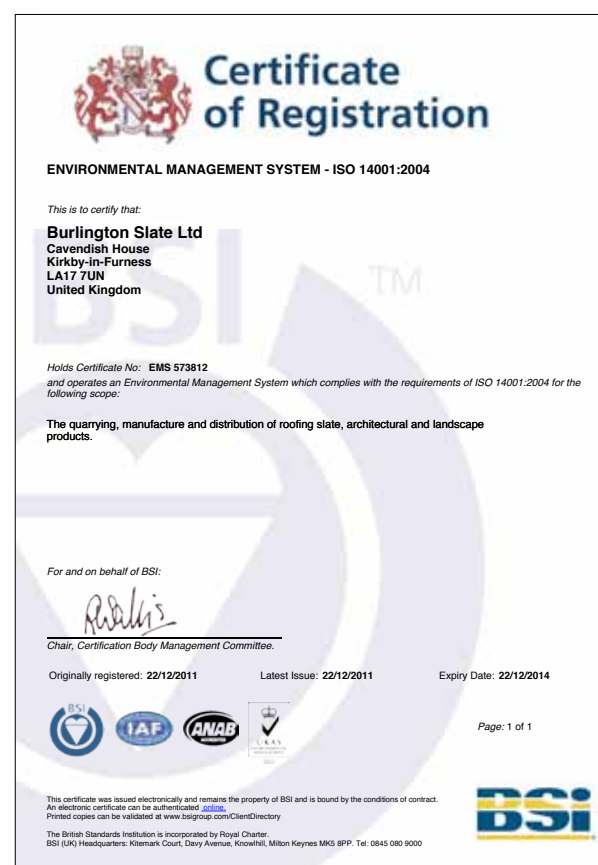 Certificate
of Registration
ENVIRONMENTAL MANAGEMENT SYSTEM - ISO 14001:2004
This is to certify that:
Burlington Slate Ltd
Cavendish House
Kirkby-in-Furness
LA17 7UN
United Kingdom
BSI TM
Holds Certificate No: EMS 573812
and operates an Environmental Management System which complies with the requirements of ISO 14001:2004 for the
following scope:
The quarrying, manufacture and distribution of roofing slate, architectural and landscape
products.
For and on behalf of BSI:
Chair, Certification Body Management Committee.
Originally registered: 22/12/2011 Latest Issue: 22/12/2011 Expiry Date: 22/12/2014
BSI IAF ANAB UKAS
Page: 1 of 1
This certificate was issued electronically and remains the property of BSI and is bound by the conditions of contract.
An electronic certificate can be authenticated online.
Printed copies can be validated at www.bsigroup.com/ClientDirectory
The British Standards Institution is incorporated by Royal Charter.
BSI (UK) Headquarters: Kitemark Court, Davy Avenue, Knowlhill, Milton Keynes MK5 8PP. Tel: 0845 080 9000
BSi